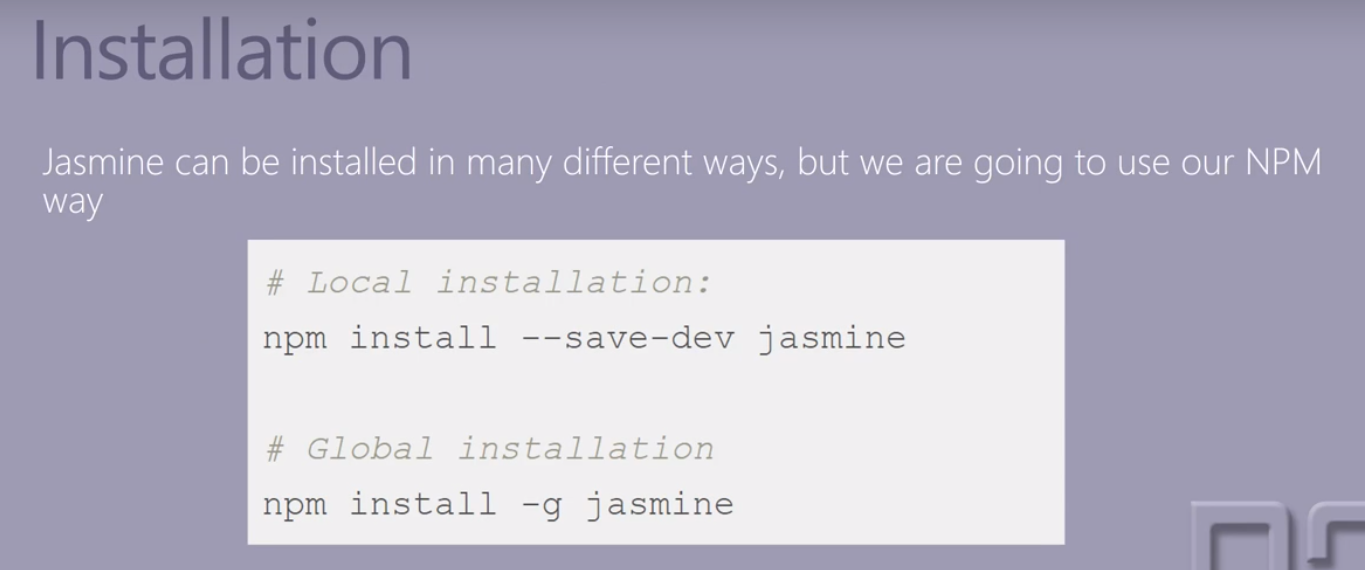 Installation
Jasmine can be installed in many different ways, but we are going to use our NPM
way
# Local installation:
npm install --save-dev jasmine
# Global installation
npm install -g jasmine